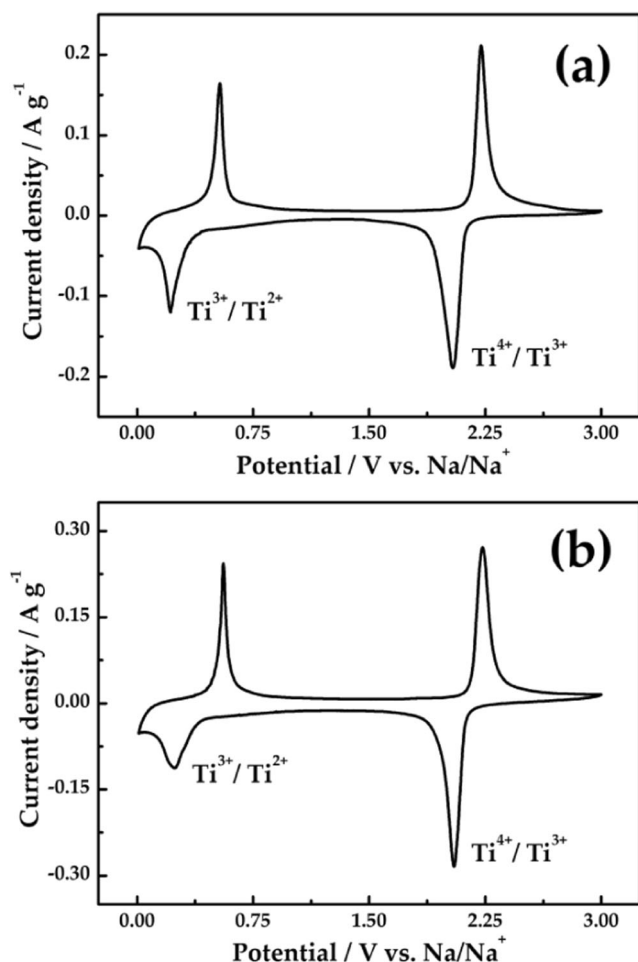 (a)
Current density / A g⁻¹
0.2
0.1
0.0
-0.1
-0.2
Ti³⁺/ Ti²⁺
Ti⁴⁺/ Ti³⁺
0.00 0.75 1.50 2.25 3.00
Potential / V vs. Na/Na⁺
(b)
Current density / A g⁻¹
0.30
0.15
0.00
-0.15
-0.30
Ti³⁺/ Ti²⁺
Ti⁴⁺/ Ti³⁺
0.00 0.75 1.50 2.25 3.00
Potential / V vs. Na/Na⁺